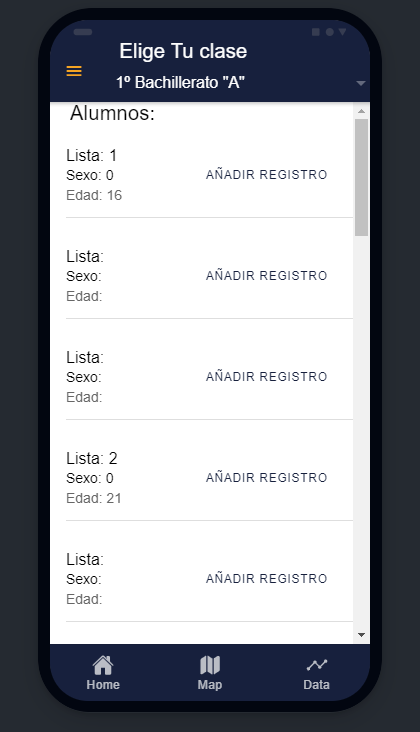 Elige Tu clase
1º Bachillerato "A"
Alumnos:
Lista: 1
Sexo: 0
Edad: 16
AÑADIR REGISTRO
Lista:
Sexo:
Edad:
AÑADIR REGISTRO
Lista:
Sexo:
Edad:
AÑADIR REGISTRO
Lista: 2
Sexo: 0
Edad: 21
AÑADIR REGISTRO
Lista:
Sexo:
Edad:
AÑADIR REGISTRO
Home
Map
Data